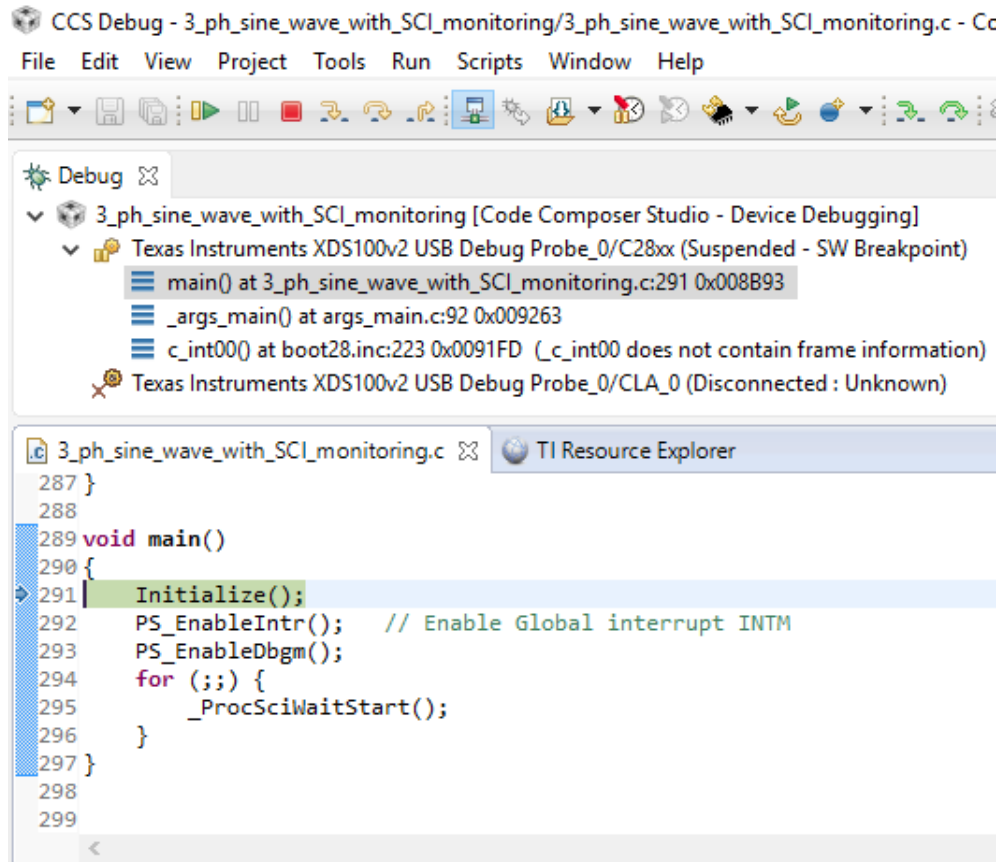 CCS Debug - 3_ph_sine_wave_with_SCI_monitoring/3_ph_sine_wave_with_SCI_monitoring.c - Co
File Edit View Project Tools Run Scripts Window Help
Debug
3_ph_sine_wave_with_SCI_monitoring [Code Composer Studio - Device Debugging]
Texas Instruments XDS100v2 USB Debug Probe_0/C28xx (Suspended - SW Breakpoint)
main() at 3_ph_sine_wave_with_SCI_monitoring.c:291 0x008B93
_args_main() at args_main.c:92 0x009263
c_int00() at boot28.inc:223 0x0091FD (_c_int00 does not contain frame information)
Texas Instruments XDS100v2 USB Debug Probe_0/CLA_0 (Disconnected : Unknown)
.c 3_ph_sine_wave_with_SCI_monitoring.c TI Resource Explorer
287 }
288
289 void main()
290 {
291     Initialize();
292     PS_EnableIntr();   // Enable Global interrupt INTM
293     PS_EnableDbgm();
294     for (;;) {
295         _ProcSciWaitStart();
296     }
297 }
298
299